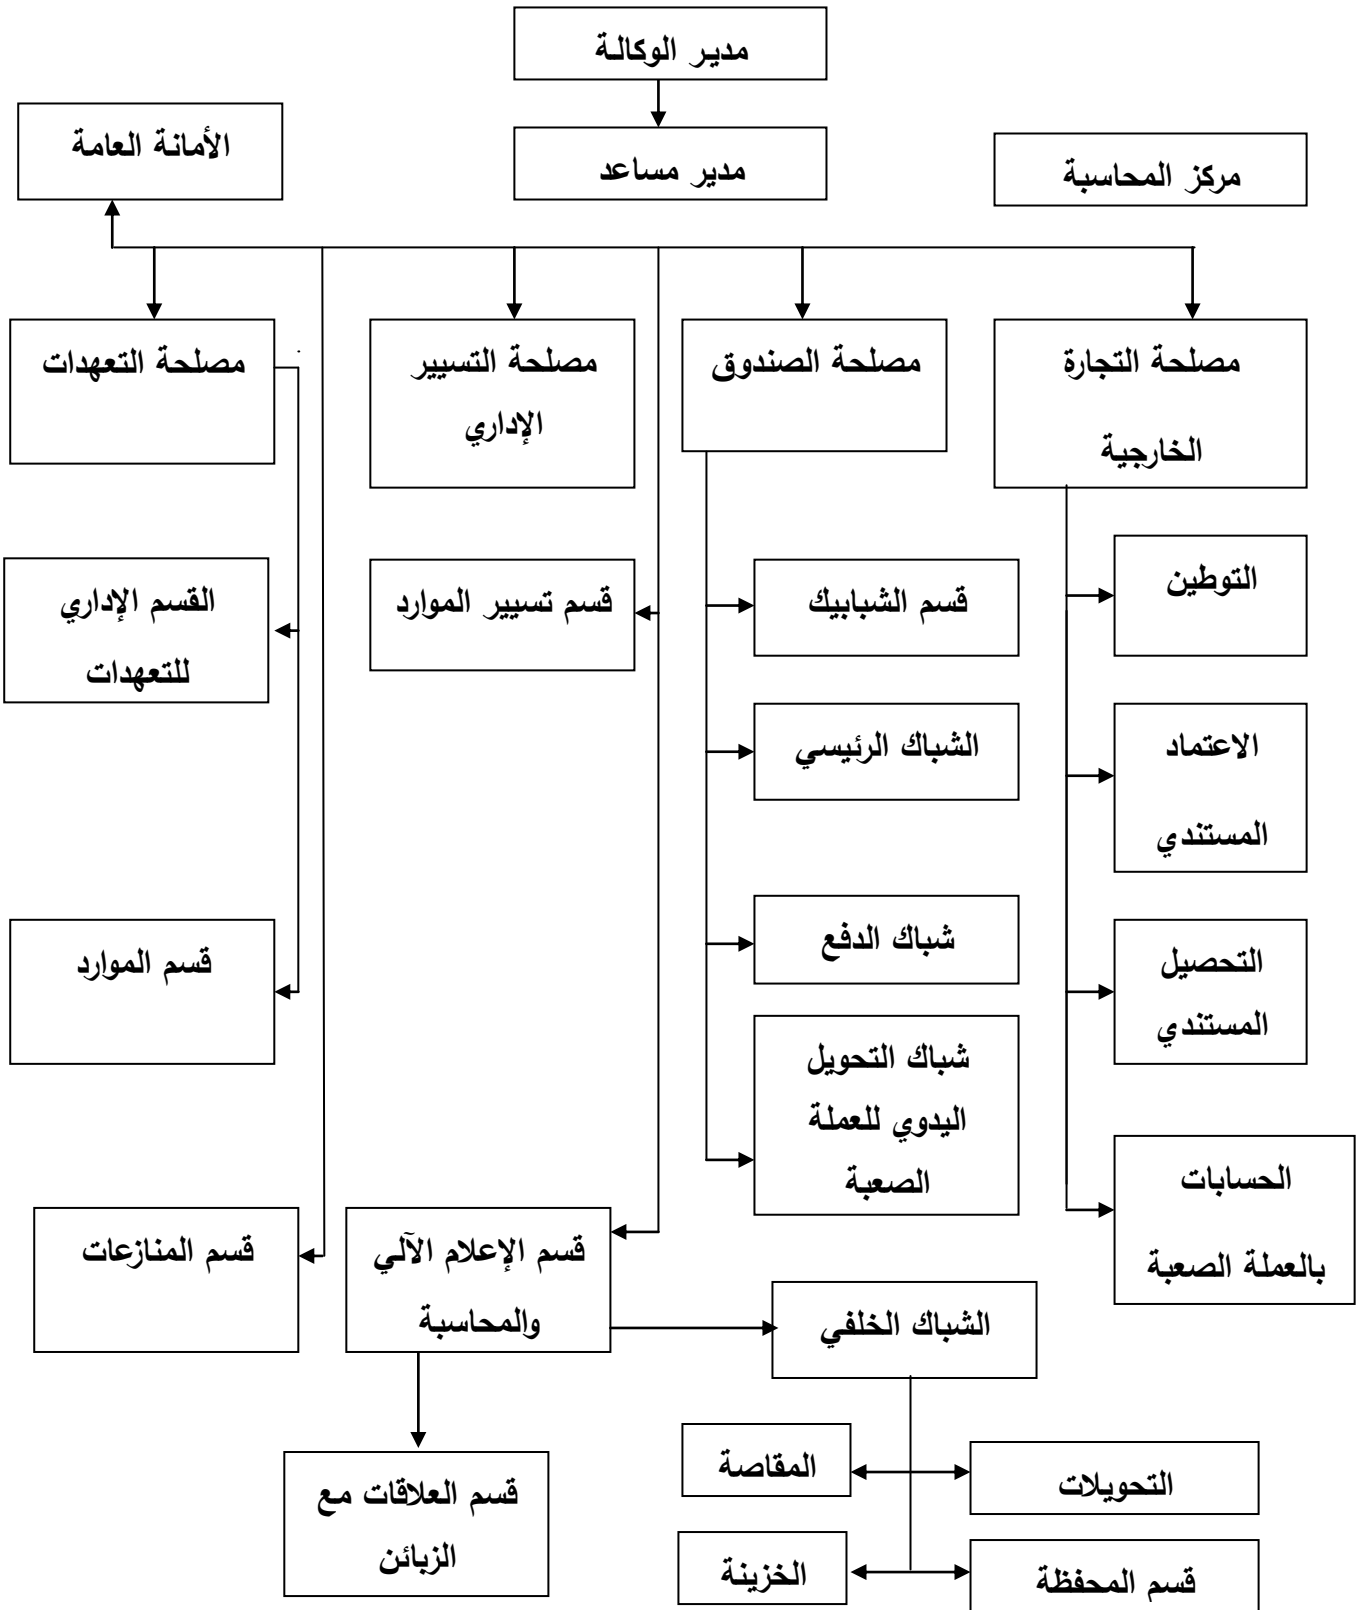 مدير الوكالة
الأمانة العامة
مدير مساعد
مركز المحاسبة
مصلحة التجارة
الخارجية
مصلحة الصندوق
مصلحة التسيير
الإداري
مصلحة التعهدات
التوطين
قسم الشبابيك
قسم تسيير الموارد
القسم الإداري
للتعهدات
الاعتماد
المستندي
الشباك الرئيسي
التحصيل
المستندي
شباك الدفع
قسم الموارد
شباك التحويل
اليدوي للعملة
الصعبة
الحسابات
بالعملة الصعبة
قسم الإعلام الآلي
والمحاسبة
قسم المنازعات
الشباك الخلفي
المقاصة
التحويلات
قسم العلاقات مع
الزبائن
الخزينة
قسم المحفظة